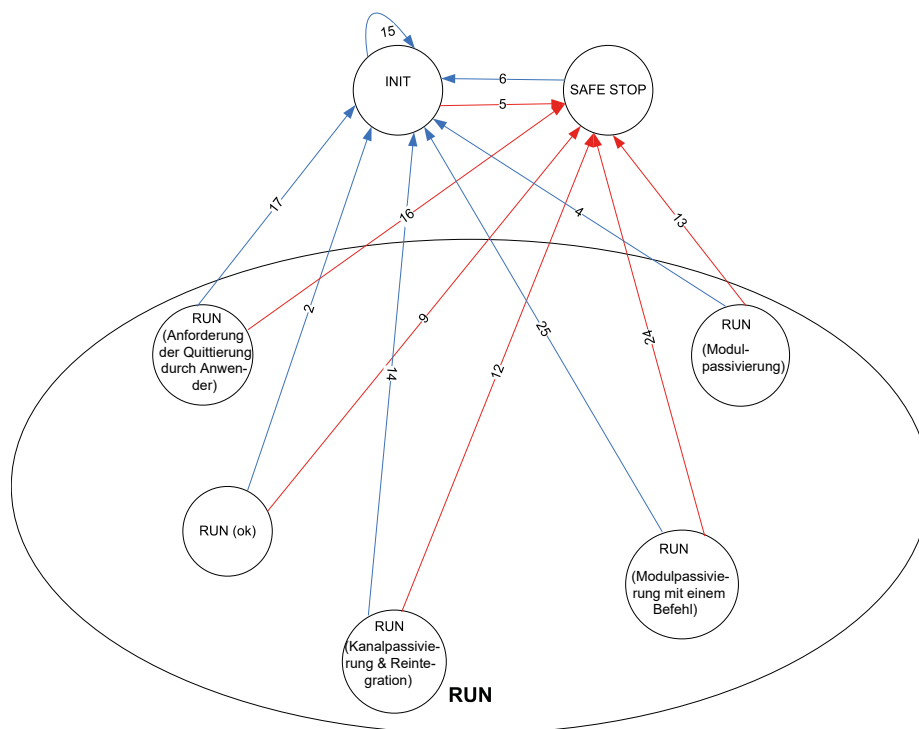 15
INIT
6
SAFE STOP
5
17
16
4
13
RUN
(Anforderung
der Quittierung
durch Anwen-
der)
2
9
14
12
25
24
RUN
(Modul-
passivierung)
RUN (ok)
RUN
(Kanalpassivie-
rung & Reinte-
gration)
RUN
(Modulpassivie-
rung mit einem
Befehl)
RUN